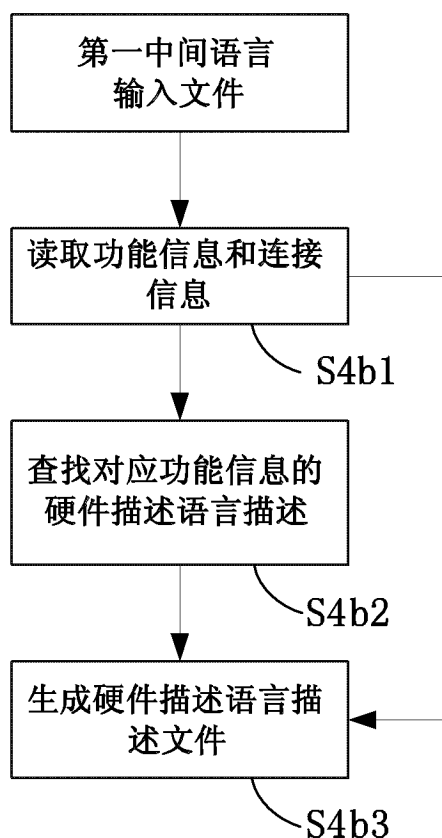 第一中间语言
输入文件
读取功能信息和连接
信息
S4b1
查找对应功能信息的
硬件描述语言描述
S4b2
生成硬件描述语言描
述文件
S4b3